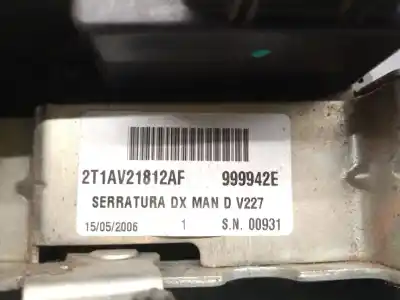 2T1AV21812AF 999942E
SERRATURA DX MAN D V227
15/05/2006 1 S.N. 00931